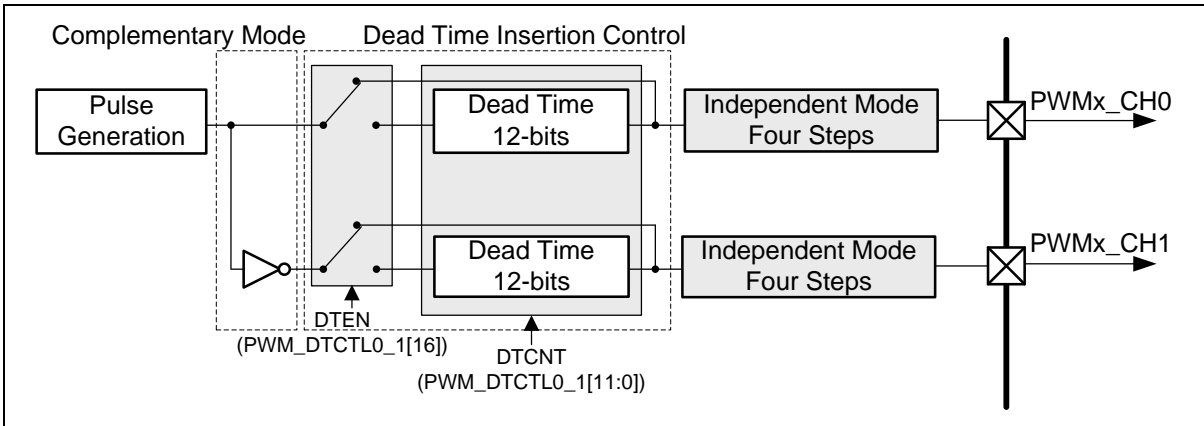 Complementary Mode
Dead Time Insertion Control
Pulse
Generation
Dead Time
12-bits
Independent Mode
Four Steps
PWMx_CH0
Dead Time
12-bits
Independent Mode
Four Steps
PWMx_CH1
DTEN
(PWM_DTCTL0_1[16])
DTCNT
(PWM_DTCTL0_1[11:0])